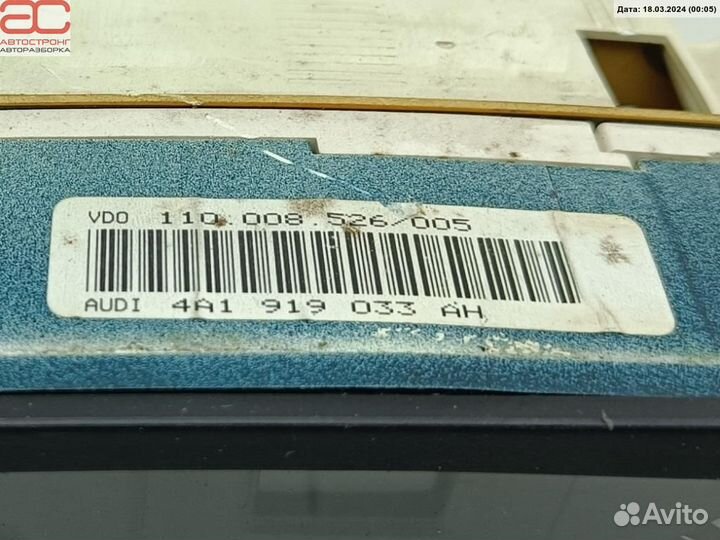 АС
АВТОСТРОНГ
АВТОРАЗБОРКА
Дата: 18.03.2024 (00:05)
VDO 110.008.526/005
AUDI 4A1 919 033 AH
Avito